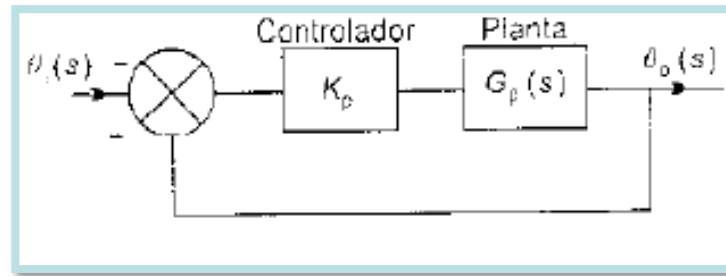 Controlador Planta
θᵢ(s) − Kₚ Gₚ(s) θₒ(s)
−